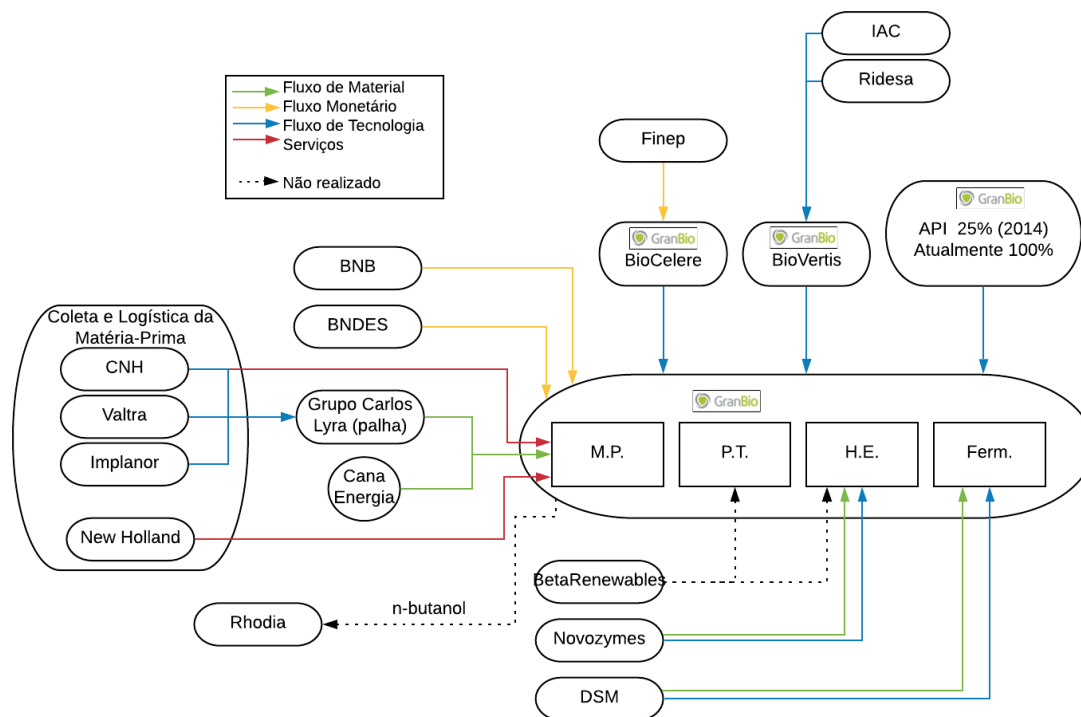 IAC
Ridesa
Fluxo de Material
Fluxo Monetário
Fluxo de Tecnologia
Serviços
Não realizado
Finep
GranBio
BioCelere
GranBio
BioVertis
GranBio
API 25% (2014)
Atualmente 100%
BNB
BNDES
Coleta e Logística da
Matéria-Prima
CNH
Valtra
Implanor
New Holland
Grupo Carlos
Lyra (palha)
Cana
Energia
GranBio
M.P.
P.T.
H.E.
Ferm.
BetaRenewables
n-butanol
Rhodia
Novozymes
DSM